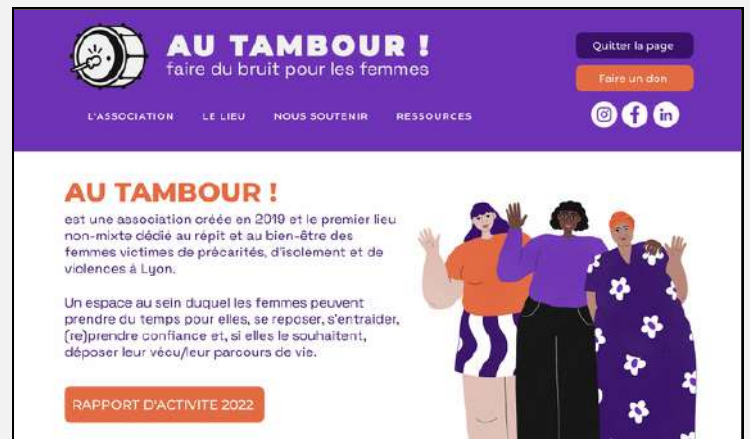 AU TAMBOUR !
faire du bruit pour les femmes
Quitter la page
Faire un don
L'ASSOCIATION LE LIEU NOUS SOUTENIR RESSOURCES
AU TAMBOUR !
est une association créée en 2019 et le premier lieu
non-mixte dédié au répit et au bien-être des
femmes victimes de précarités, d'isolement et de
violences à Lyon.
Un espace au sein duquel les femmes peuvent
prendre du temps pour elles, se reposer, s'entraider,
(re)prendre confiance et, si elles le souhaitent,
déposer leur vécu/leur parcours de vie.
RAPPORT D'ACTIVITE 2022